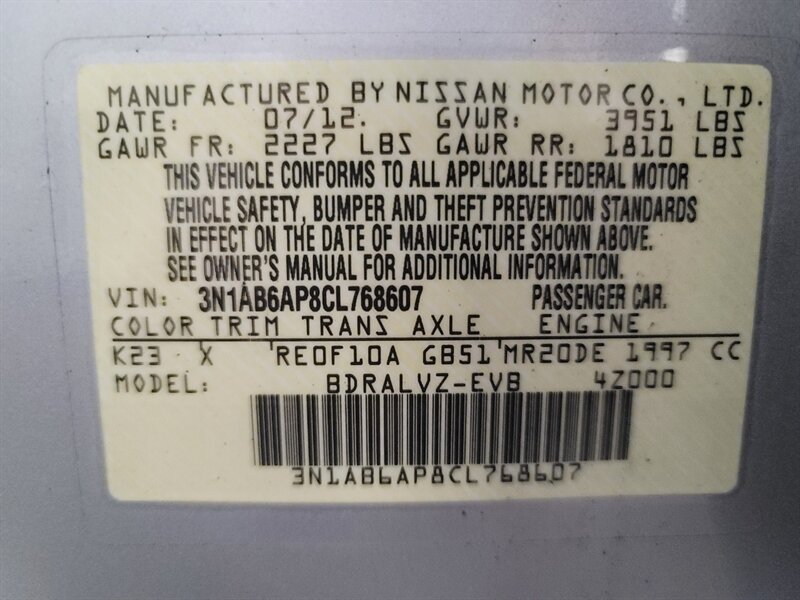 MANUFACTURED BY NISSAN MOTOR CO., LTD.
DATE: 07/12. GVWR: 3951 LBS
GAWR FR: 2227 LBS GAWR RR: 1810 LBS
THIS VEHICLE CONFORMS TO ALL APPLICABLE FEDERAL MOTOR
VEHICLE SAFETY, BUMPER AND THEFT PREVENTION STANDARDS
IN EFFECT ON THE DATE OF MANUFACTURE SHOWN ABOVE.
SEE OWNER'S MANUAL FOR ADDITIONAL INFORMATION.
VIN: 3N1AB6AP8CL768607 PASSENGER CAR.
COLOR TRIM TRANS AXLE ENGINE
K23 X RE0F10A GB51 MR20DE 1997 CC
MODEL: BDRALVZ-EVB 4Z000
3N1AB6AP8CL768607